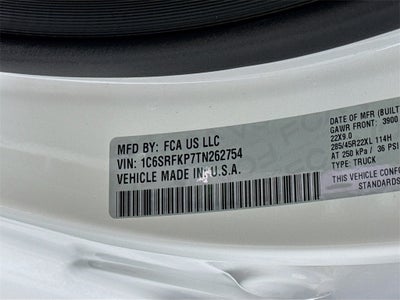 MFD BY: FCA US LLC
VIN: 1C6SRFKP7TN262754
VEHICLE MADE IN: U.S.A.
DATE OF MFR (BUILT
GAWR FRONT: 3900
22X9.0
285/45R22XL 114H
AT 250 kPa / 36 PSI
TYPE: TRUCK
THIS VEHICLE CONFO
STANDARDS